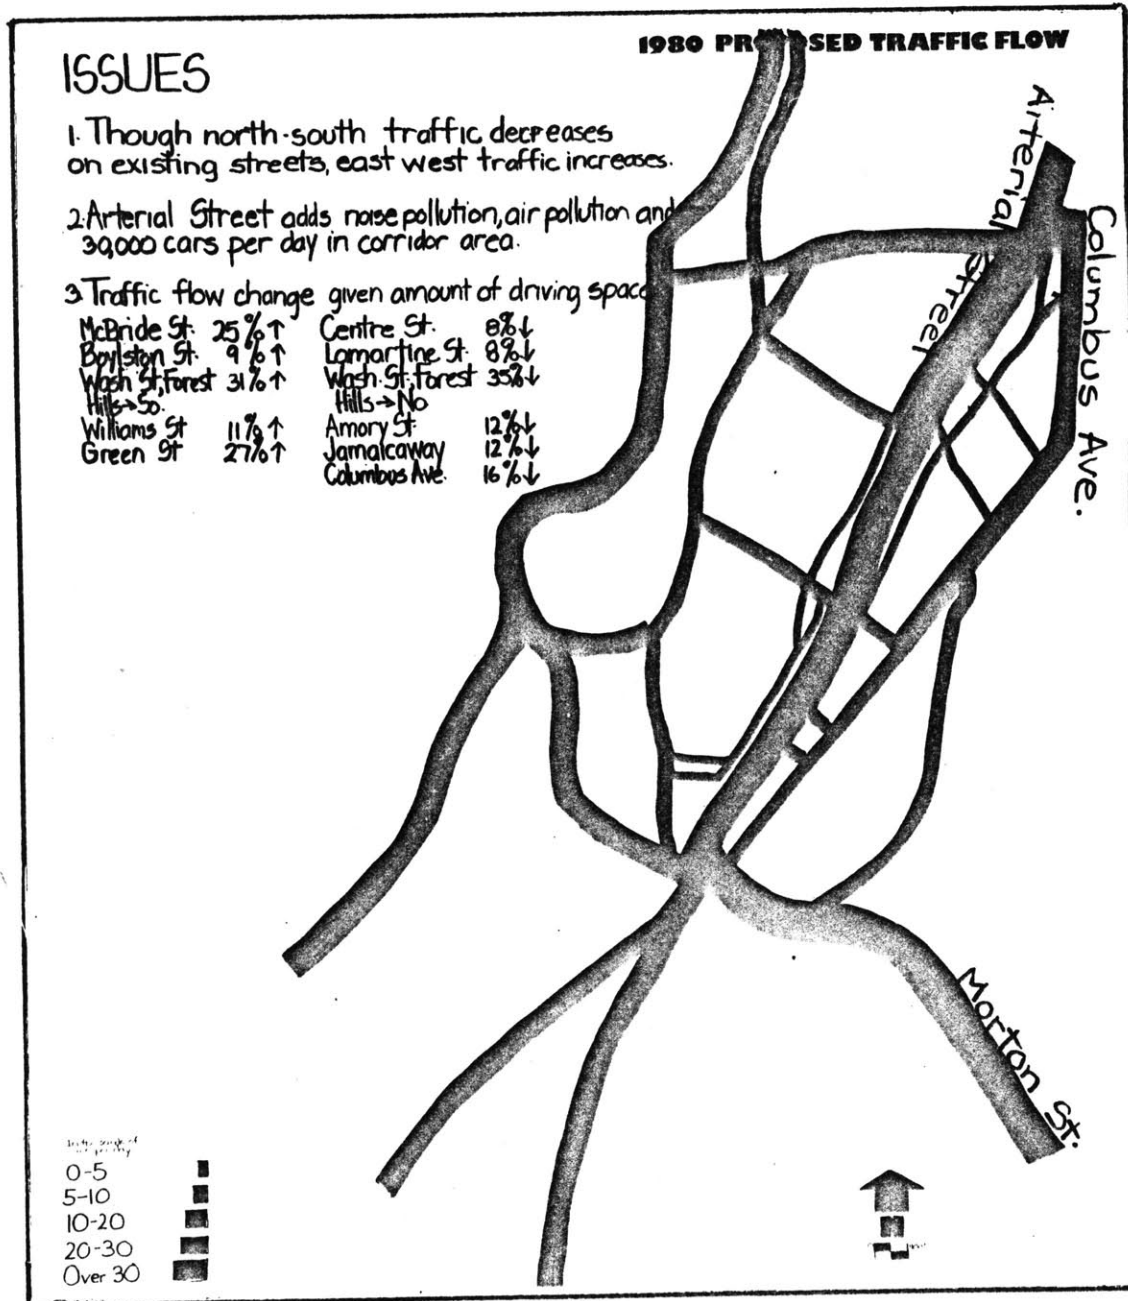 1980 PROPOSED TRAFFIC FLOW
ISSUES
1. Though north-south traffic decreases
on existing streets, east west traffic increases.
2. Arterial Street adds noise pollution, air pollution and
30,000 cars per day in corridor area.
3. Traffic flow change given amount of driving space
McBride St. 25%↑ Centre St. 8%↓
Boylston St. 9%↑ Lamartine St. 8%↓
Wash St, Forest 31%↑ Wash. St, Forest 35%↓
Hills→So. Hills→No
Williams St 11%↑ Amory St 12%↓
Green St 27%↑ Jamaicaway 12%↓
Columbus Ave. 16%↓
Arterial Street
Columbus Ave.
Morton St.
0-5
5-10
10-20
20-30
Over 30